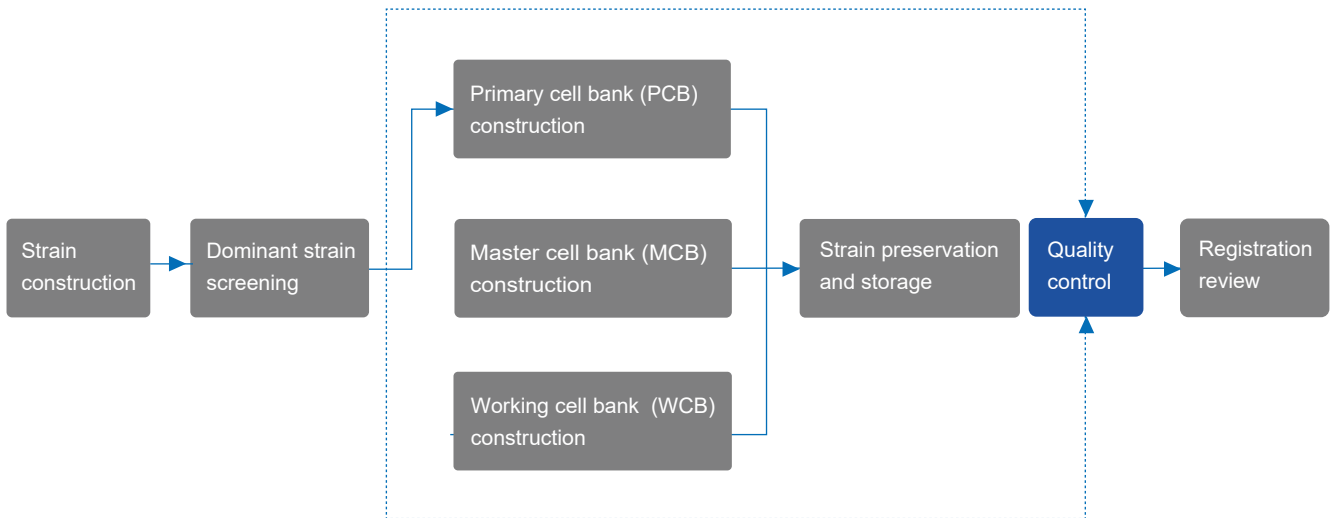 Strain
construction
Dominant strain
screening
Primary cell bank (PCB)
construction
Master cell bank (MCB)
construction
Working cell bank (WCB)
construction
Strain preservation
and storage
Quality
control
Registration
review